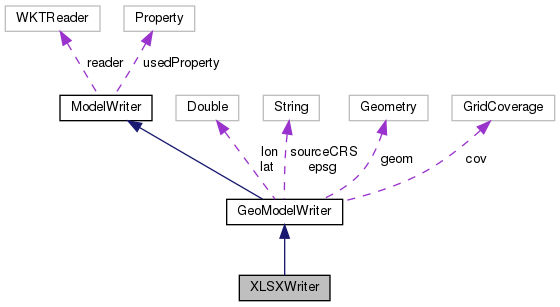 WKTReader
Property
reader
usedProperty
ModelWriter
Double
String
Geometry
GridCoverage
lon
lat
sourceCRS
epsg
geom
cov
GeoModelWriter
XLSXWriter